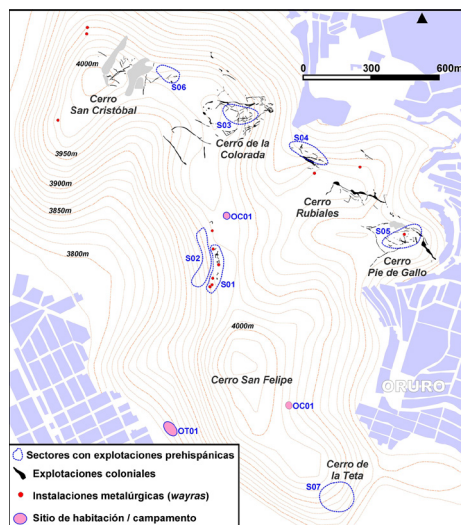 4000m
Cerro
San Cristóbal
S06
0 300 600m
S03
Cerro de la
Colorada
S04
3950m
3900m
3850m
Cerro
Rubiales
OC01
S05
Cerro
Pie de Gallo
3800m
S02
S01
4000m
Cerro San Felipe
ORURO
OC01
OT01
Cerro
de la
Teta
S07
Sectores con explotaciones prehispánicas
Explotaciones coloniales
Instalaciones metalúrgicas (wayras)
Sitio de habitación / campamento